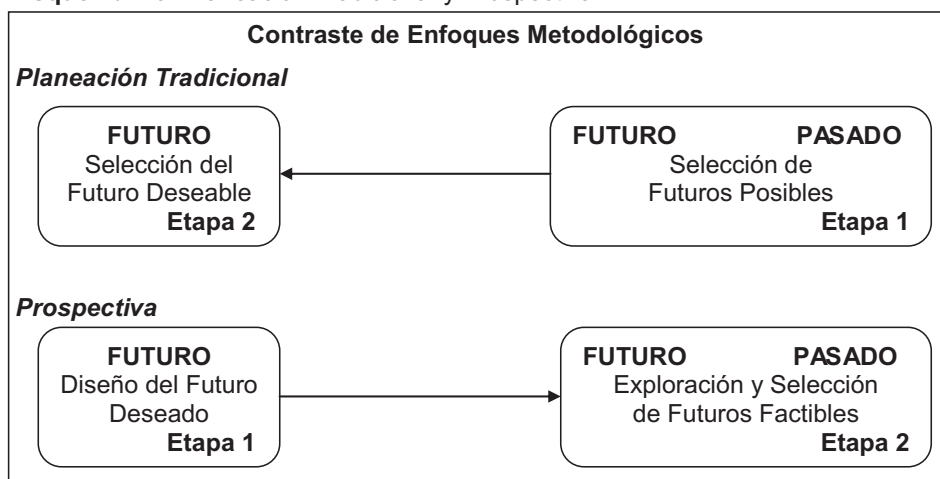 Contraste de Enfoques Metodológicos
Planeación Tradicional
FUTURO
Selección del
Futuro Deseable
Etapa 2
FUTURO PASADO
Selección de
Futuros Posibles
Etapa 1
Prospectiva
FUTURO
Diseño del Futuro
Deseado
Etapa 1
FUTURO PASADO
Exploración y Selección
de Futuros Factibles
Etapa 2